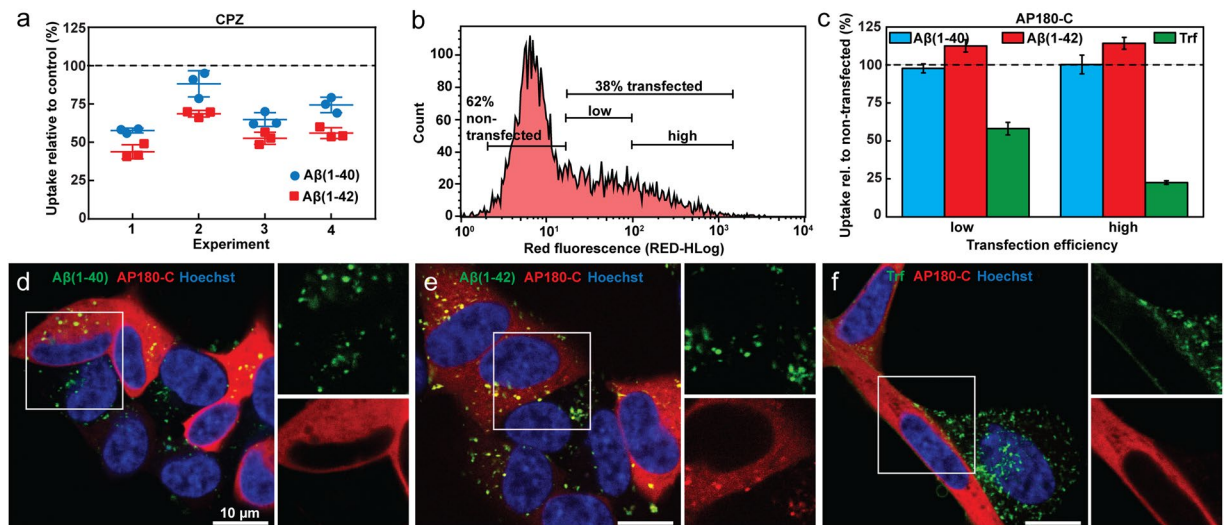 a
CPZ
Uptake relative to control (%)
125
100
75
50
25
0
1
2
3
4
Experiment
Aβ(1-40)
Aβ(1-42)
b
Count
100
80
60
40
20
0
62%
non-
transfected
38% transfected
low
high
10⁰
10¹
10²
10³
10⁴
Red fluorescence (RED-HLog)
c
AP180-C
Uptake rel. to non-transfected (%)
125
100
75
50
25
0
Aβ(1-40)
Aβ(1-42)
Trf
low
high
Transfection efficiency
d
Aβ(1-40) AP180-C Hoechst
10 µm
e
Aβ(1-42) AP180-C Hoechst
f
Trf AP180-C Hoechst